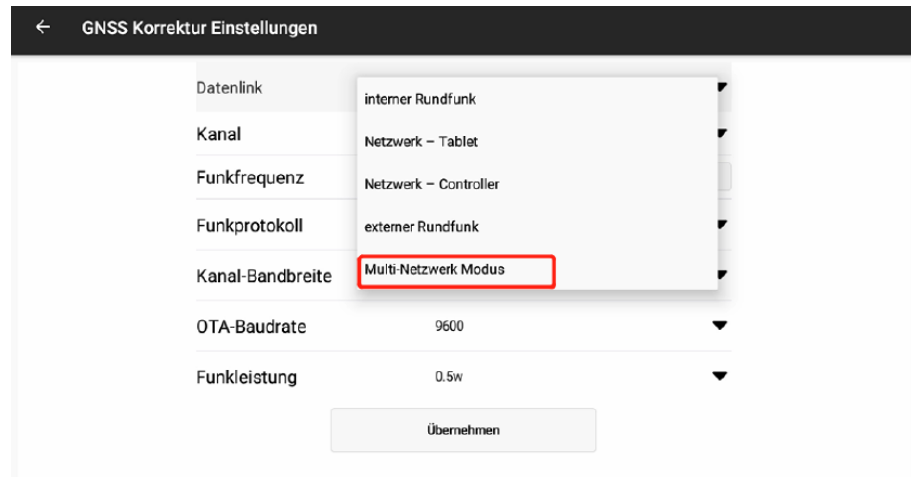 GNSS Korrektur Einstellungen
Datenlink
interner Rundfunk
Kanal
Netzwerk – Tablet
Funkfrequenz
Netzwerk – Controller
Funkprotokoll
externer Rundfunk
Kanal-Bandbreite
Multi-Netzwerk Modus
OTA-Baudrate 9600
Funkleistung 0.5w
Übernehmen